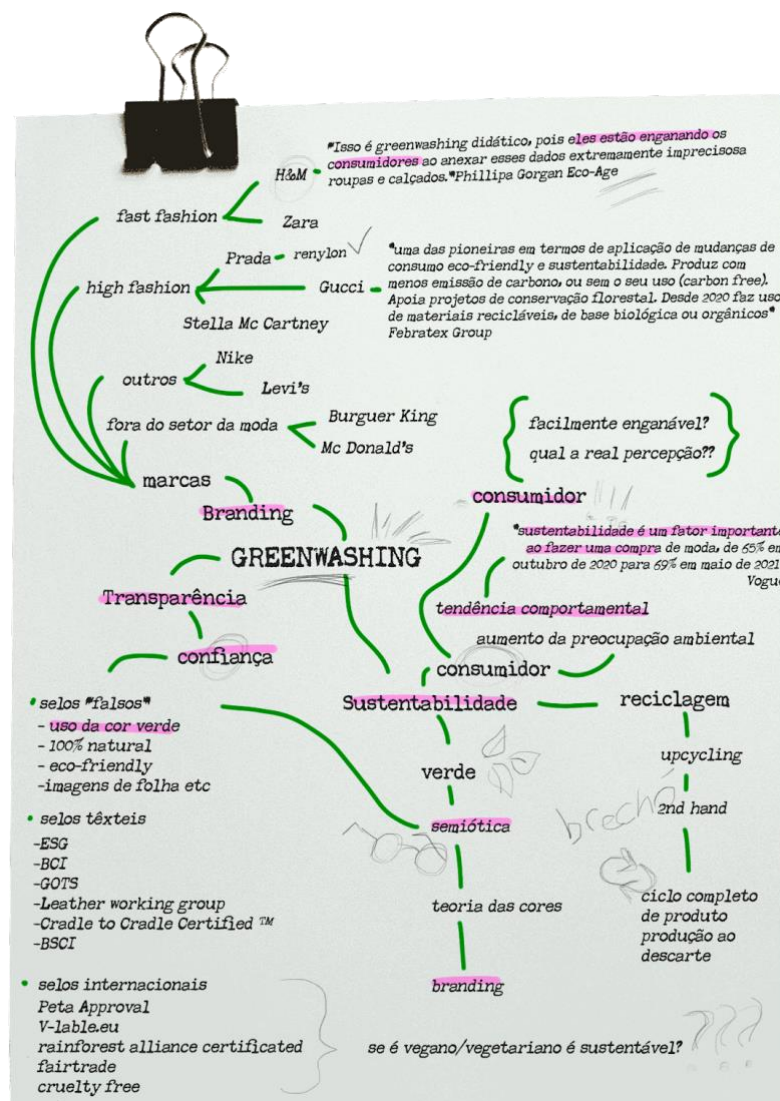 "Isso é greenwashing didático, pois eles estão enganando os
consumidores ao anexar esses dados extremamente imprecisosa
roupas e calçados."Phillipa Gorgan Eco-Age
H&M
fast fashion
Zara
Prada
renylon
high fashion
Gucci
Stella Mc Cartney
"uma das pioneiras em termos de aplicação de mudanças de
consumo eco-friendly e sustentabilidade. Produz com
menos emissão de carbono, ou sem o seu uso (carbon free).
Apoia projetos de conservação florestal. Desde 2020 faz uso
de materiais recicláveis, de base biológica ou orgânicos"
Febratex Group
Nike
outros
Levi's
fora do setor da moda
Burguer King
Mc Donald's
marcas
Branding
GREENWASHING
facilmente enganável?
qual a real percepção??
consumidor
"sustentabilidade é um fator importante
ao fazer uma compra de moda, de 65% em
outubro de 2020 para 69% em maio de 2021
Vogue
tendência comportamental
aumento da preocupação ambiental
consumidor
Transparência
confiança
Sustentabilidade
reciclagem
upcycling
2nd hand
brechó
ciclo completo
de produto
produção ao
descarte
verde
semiótica
teoria das cores
branding
• selos "falsos"
- uso da cor verde
- 100% natural
- eco-friendly
-imagens de folha etc
• selos têxteis
-ESG
-BCI
-GOTS
-Leather working group
-Cradle to Cradle Certified ™
-BSCI
• selos internacionais
Peta Approval
V-lable.eu
rainforest alliance certificated
fairtrade
cruelty free
se é vegano/vegetariano é sustentável?
???